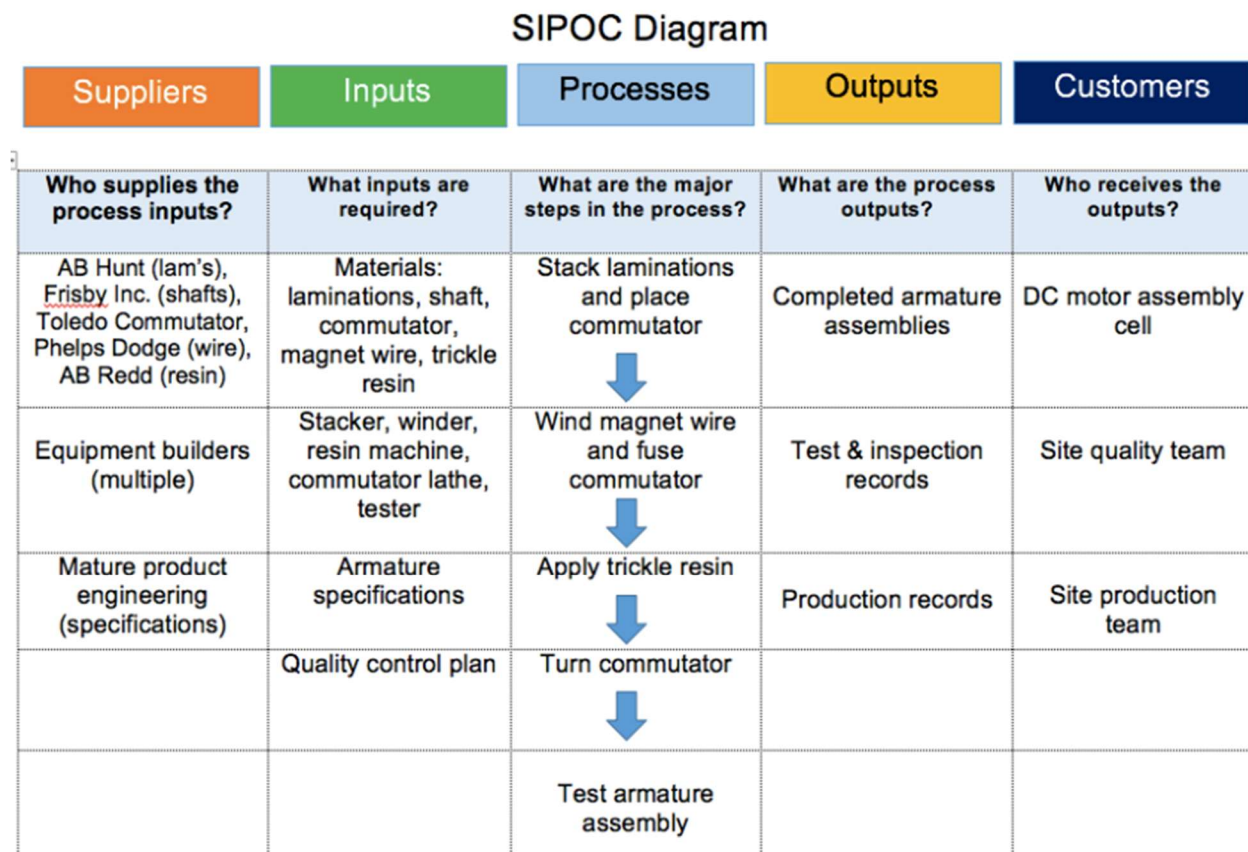 SIPOC Diagram
Suppliers
Inputs
Processes
Outputs
Customers
Who supplies the
process inputs?
What inputs are
required?
What are the major
steps in the process?
What are the process
outputs?
Who receives the
outputs?
AB Hunt (lam's),
Frisby Inc. (shafts),
Toledo Commutator,
Phelps Dodge (wire),
AB Redd (resin)
Materials:
laminations, shaft,
commutator,
magnet wire, trickle
resin
Stack laminations
and place
commutator
Completed armature
assemblies
DC motor assembly
cell
Equipment builders
(multiple)
Stacker, winder,
resin machine,
commutator lathe,
tester
Wind magnet wire
and fuse
commutator
Test & inspection
records
Site quality team
Mature product
engineering
(specifications)
Armature
specifications
Apply trickle resin
Production records
Site production
team
Quality control plan
Turn commutator
Test armature
assembly